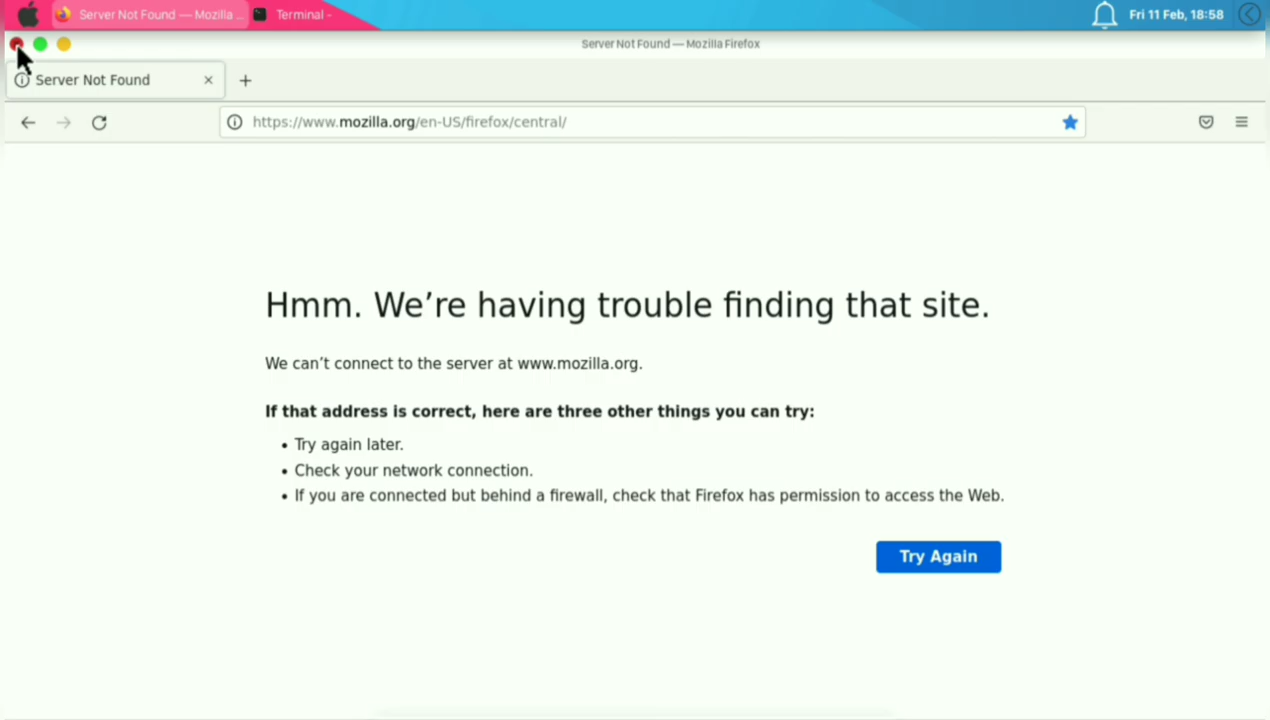 Server Not Found — Mozilla ...
Terminal -
Fri 11 Feb, 18:58
Server Not Found — Mozilla Firefox
Server Not Found
https://www.mozilla.org/en-US/firefox/central/
Hmm. We’re having trouble finding that site.
We can’t connect to the server at www.mozilla.org.
If that address is correct, here are three other things you can try:
• Try again later.
• Check your network connection.
• If you are connected but behind a firewall, check that Firefox has permission to access the Web.
Try Again